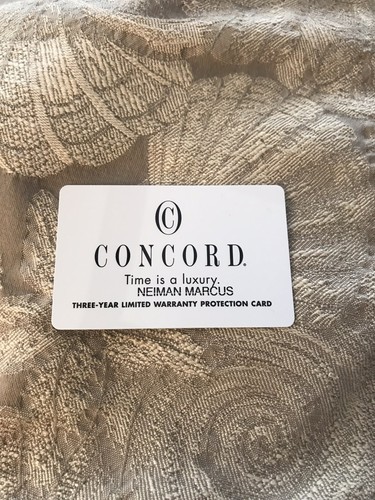 CONCORD.
Time is a luxury.
NEIMAN MARCUS
THREE-YEAR LIMITED WARRANTY PROTECTION CARD